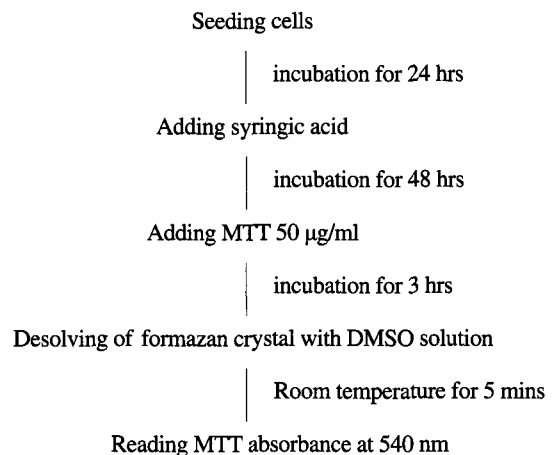 Seeding cells
incubation for 24 hrs
Adding syringic acid
incubation for 48 hrs
Adding MTT 50 μg/ml
incubation for 3 hrs
Desolving of formazan crystal with DMSO solution
Room temperature for 5 mins
Reading MTT absorbance at 540 nm